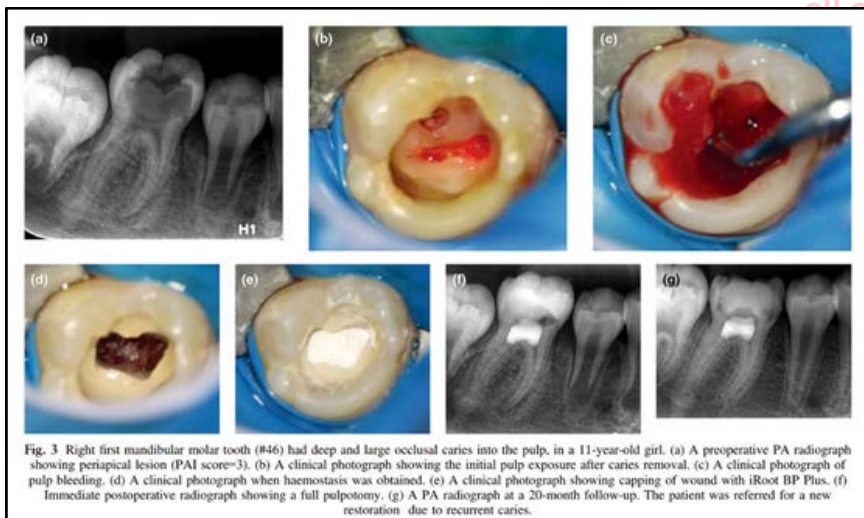 (a)
(b)
(c)
H1
(d)
(e)
(f)
(g)
Fig. 3 Right first mandibular molar tooth (#46) had deep and large occlusal caries into the pulp, in a 11-year-old girl. (a) A preoperative PA radiograph
showing periapical lesion (PAI score=3). (b) A clinical photograph showing the initial pulp exposure after caries removal. (c) A clinical photograph of
pulp bleeding. (d) A clinical photograph when haemostasis was obtained. (e) A clinical photograph showing capping of wound with iRoot BP Plus. (f)
Immediate postoperative radiograph showing a full pulpotomy. (g) A PA radiograph at a 20-month follow-up. The patient was referred for a new
restoration due to recurrent caries.